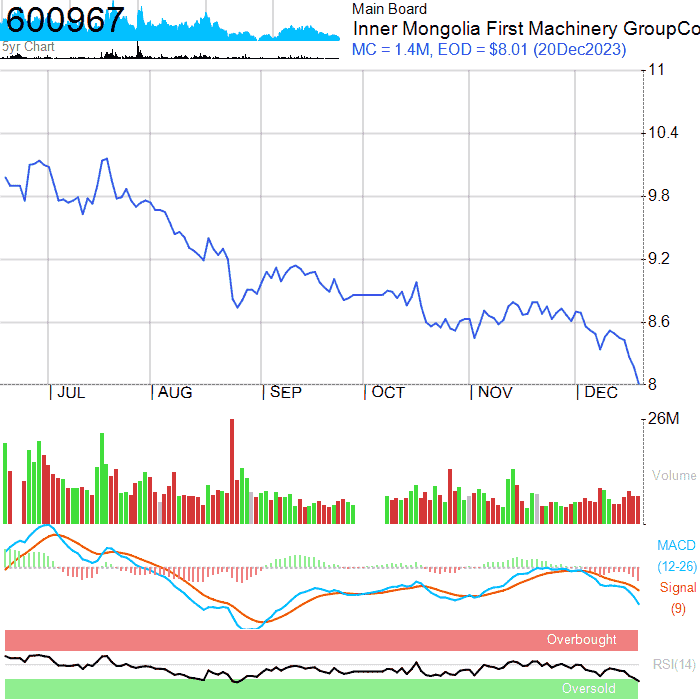 600967
5yr Chart
Main Board
Inner Mongolia First Machinery GroupCo
MC = 1.4M, EOD = $8.01 (20Dec2023)
11
10.4
9.8
9.2
8.6
8
JUL AUG SEP OCT NOV DEC
26M
Volume
MACD
(12-26)
Signal
(9)
Overbought
RSI(14)
Oversold